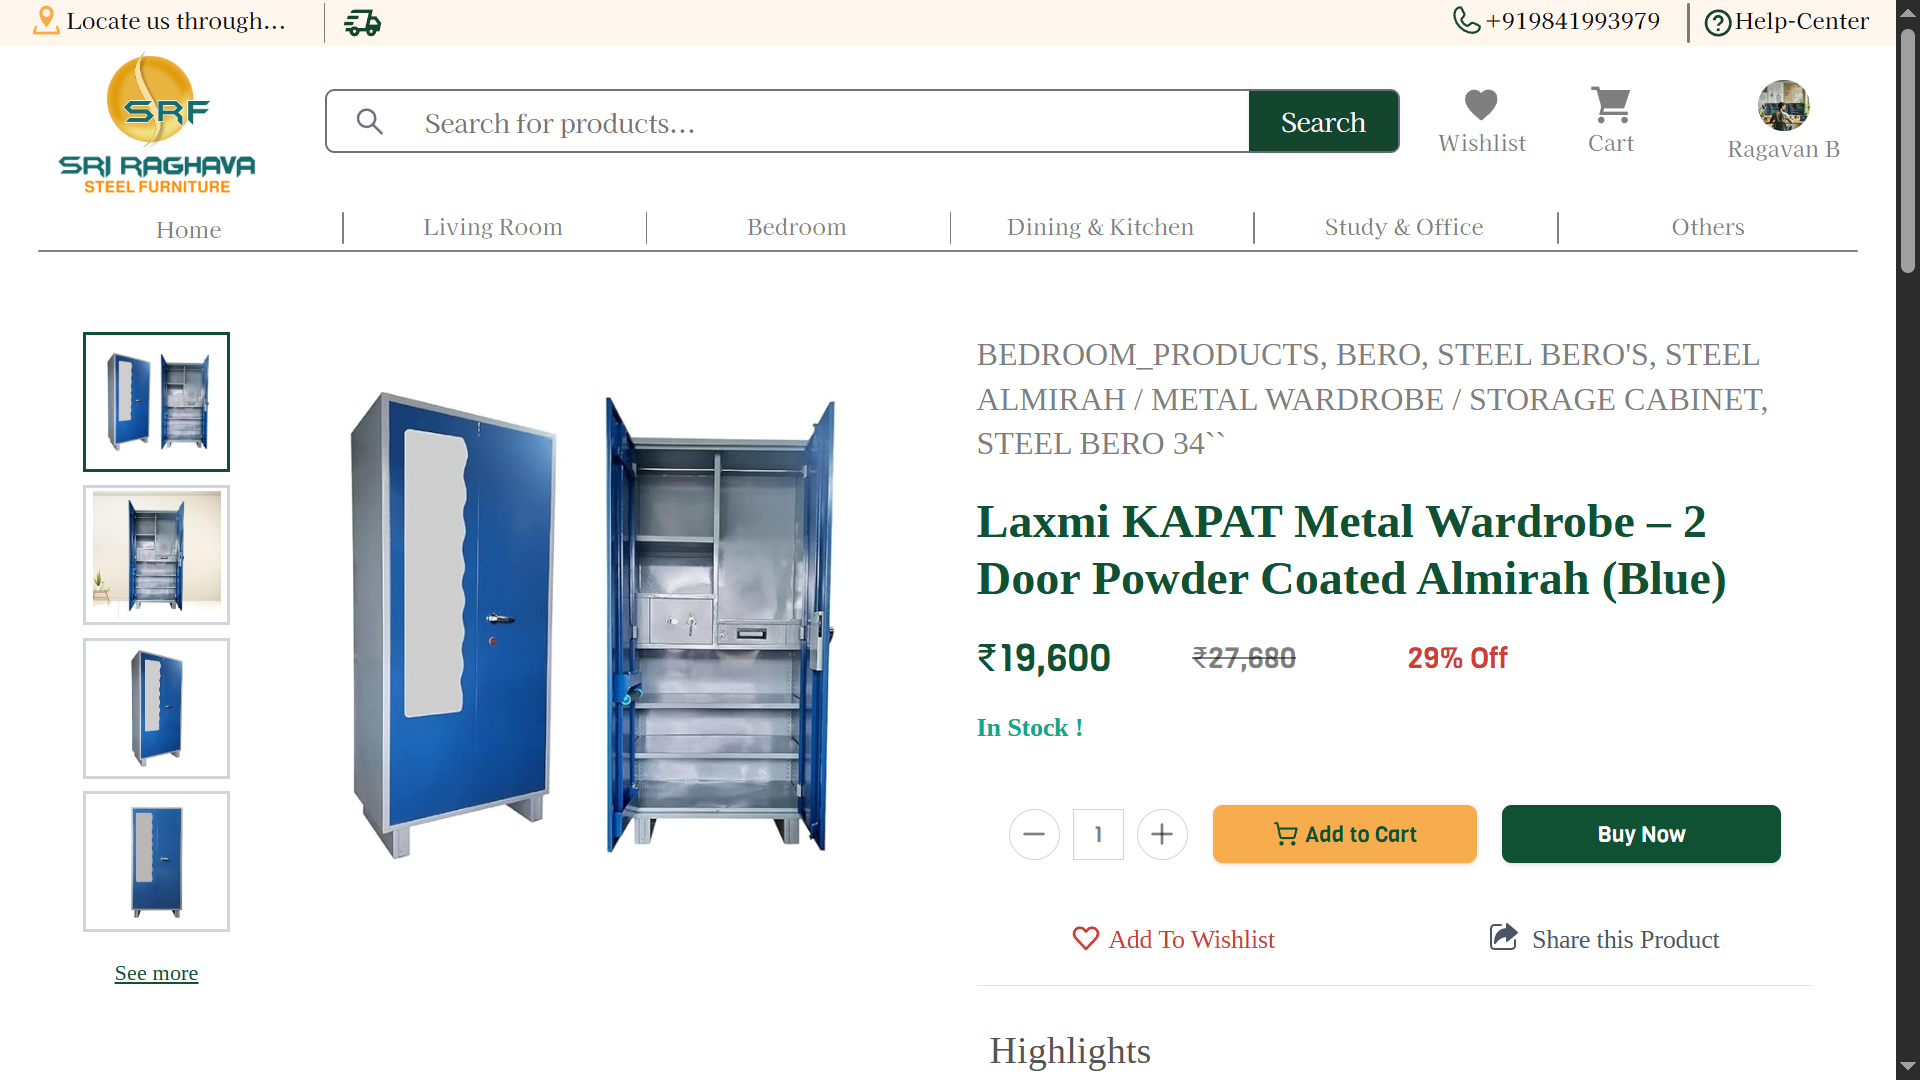 Locate us through...
+919841993979
Help-Center
SRF
SRI RAGHAVA
STEEL FURNITURE
Search for products...
Search
Wishlist
Cart
Ragavan B
Home
Living Room
Bedroom
Dining & Kitchen
Study & Office
Others
BEDROOM_PRODUCTS, BERO, STEEL BERO'S, STEEL
ALMIRAH / METAL WARDROBE / STORAGE CABINET,
STEEL BERO 34``
Laxmi KAPAT Metal Wardrobe – 2
Door Powder Coated Almirah (Blue)
₹19,600
₹27,680
29% Off
In Stock !
1
Add to Cart
Buy Now
Add To Wishlist
Share this Product
See more
Highlights